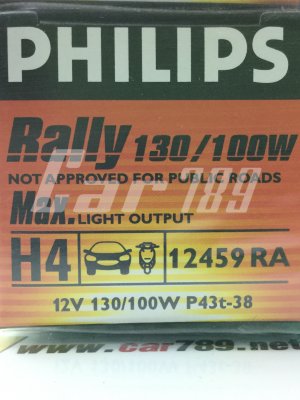 PHILIPS
Rally 130/100W
NOT APPROVED FOR PUBLIC ROADS
Max. LIGHT OUTPUT
H4 12459 RA
12V 130/100W P43t-38
Car789
www.car789.net